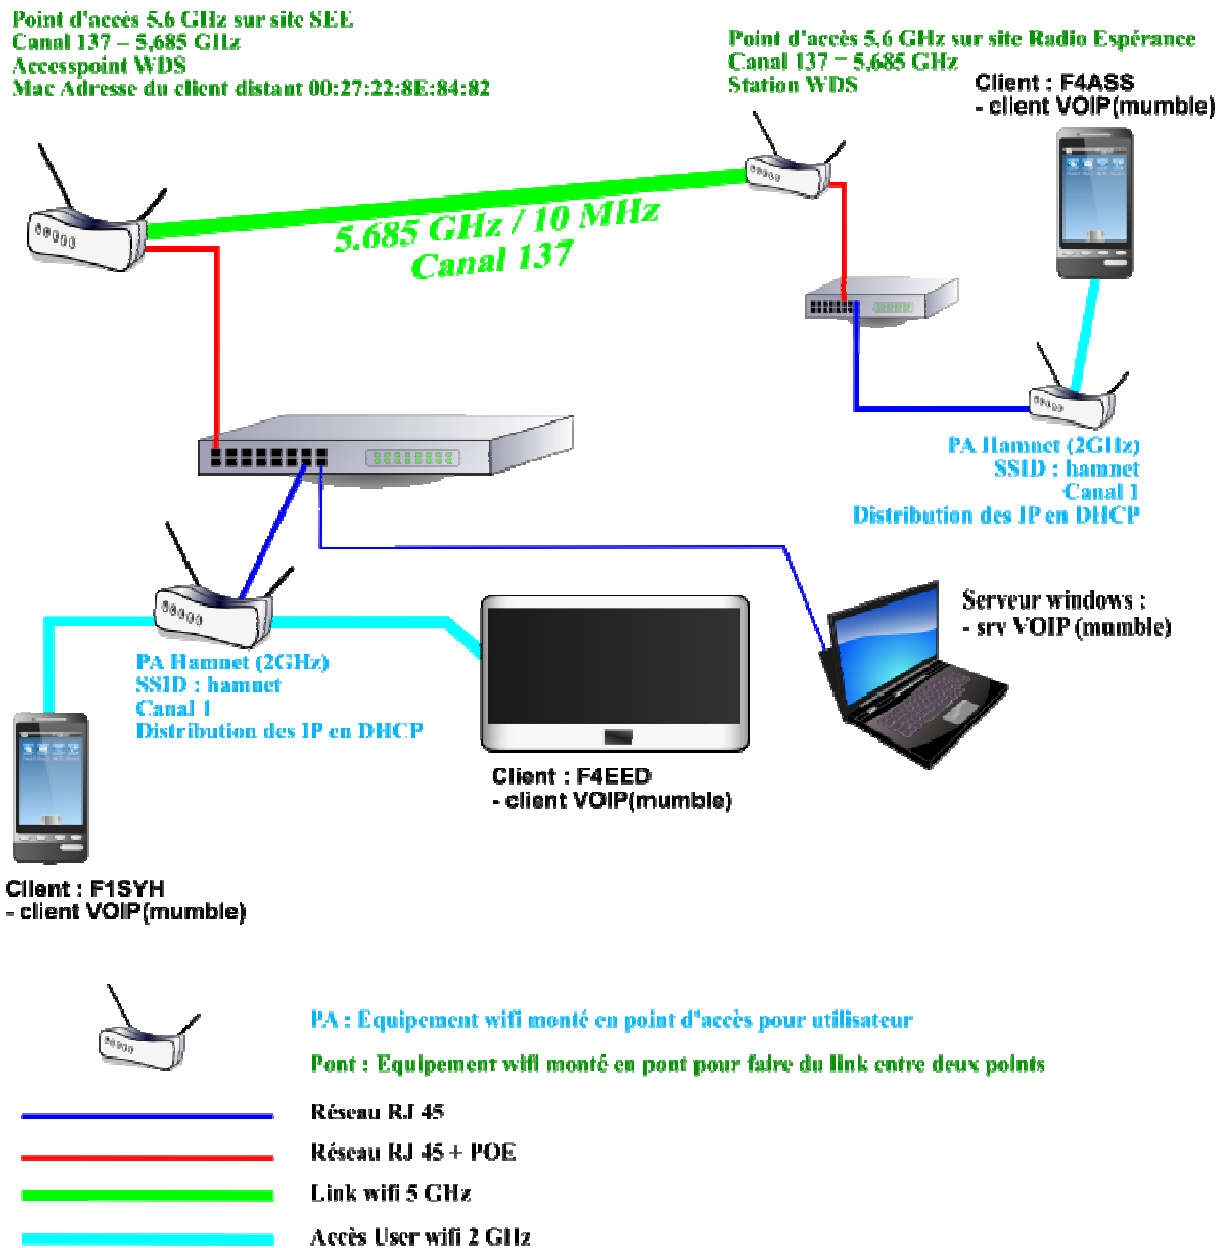 Point d'accès 5.6 GHz sur site SEE
Canal 137 – 5,685 GHz
Accesspoint WDS
Mac Adresse du client distant 00:27:22:8E:84:82
Point d'accès 5.6 GHz sur site Radio Espérance
Canal 137 – 5,685 GHz
Station WDS
Client : F4ASS
- client VOIP(mumble)
5.685 GHz / 10 MHz
Canal 137
PA Hamnet (2GHz)
SSID : hamnet
Canal 1
Distribution des IP en DHCP
Serveur windows :
- srv VOIP (mumble)
PA Hamnet (2GHz)
SSID : hamnet
Canal 1
Distribution des IP en DHCP
Client : F4EED
- client VOIP(mumble)
Client : F1SYH
- client VOIP(mumble)
PA : Equipement wifi monté en point d'accès pour utilisateur
Pont : Equipement wifi monté en pont pour faire du link entre deux points
Réseau RJ 45
Réseau RJ 45 + POE
Link wifi 5 GHz
Accès User wifi 2 GHz